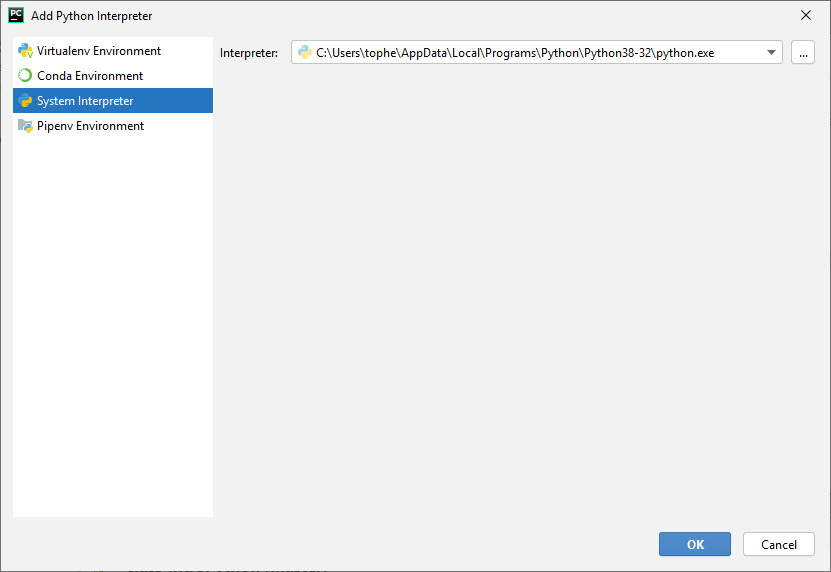 PC Add Python Interpreter
Virtualenv Environment
Conda Environment
System Interpreter
Pipenv Environment
Interpreter: C:\Users\tophe\AppData\Local\Programs\Python\Python38-32\python.exe ...
OK Cancel